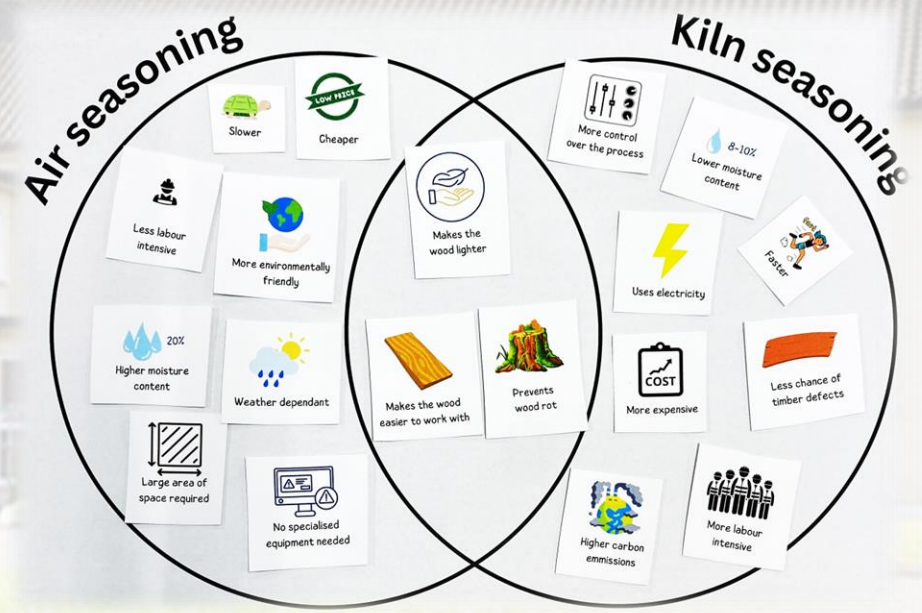 Air seasoning
Kiln seasoning
Slower
LOW PRICE
Cheaper
Less labour
intensive
More environmentally
friendly
20%
Higher moisture
content
Weather dependant
Large area of
space required
No specialised
equipment needed
Makes the
wood lighter
Makes the wood
easier to work with
Prevents
wood rot
More control
over the process
8-10%
Lower moisture
content
Uses electricity
Faster
COST
More expensive
Less chance of
timber defects
Higher carbon
emmissions
More labour
intensive